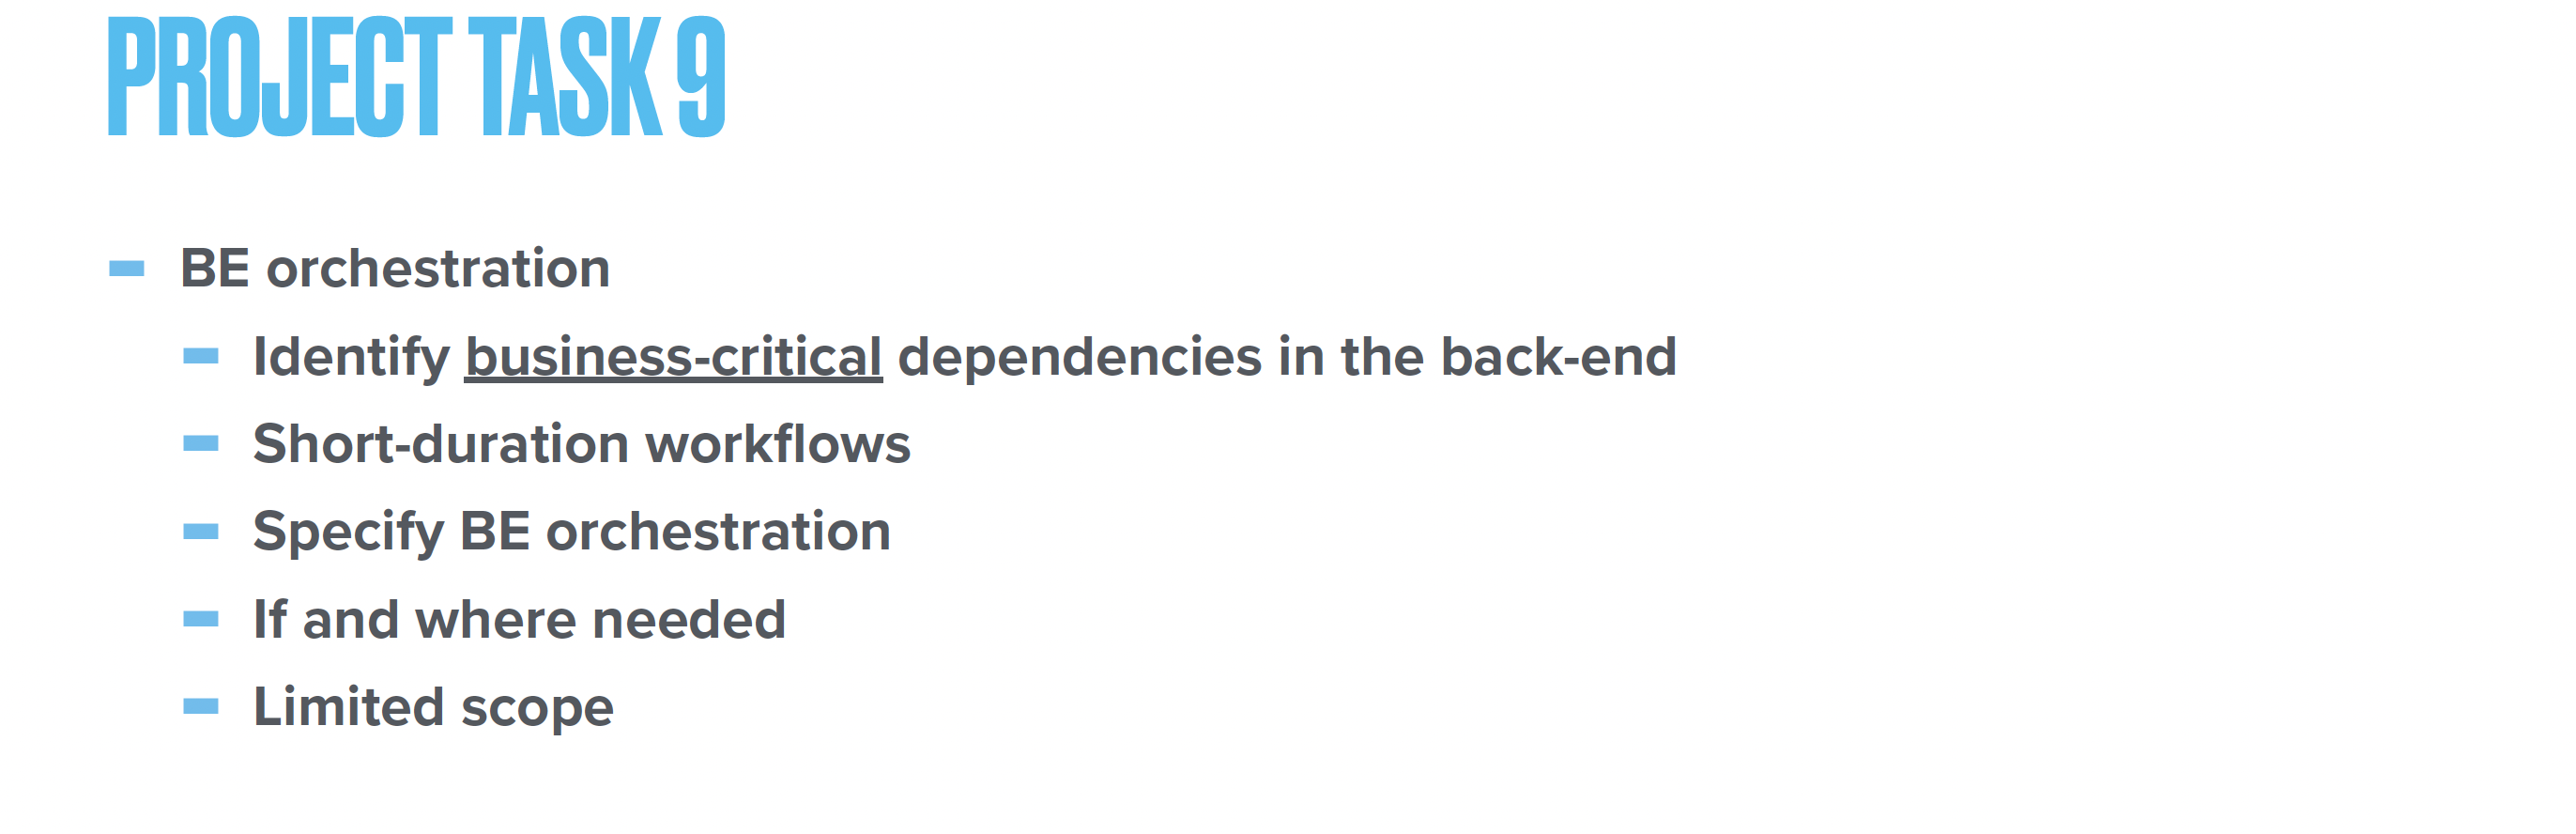 PROJECT TASK 9
BE orchestration
Identify business-critical dependencies in the back-end
Short-duration workflows
Specify BE orchestration
If and where needed
Limited scope